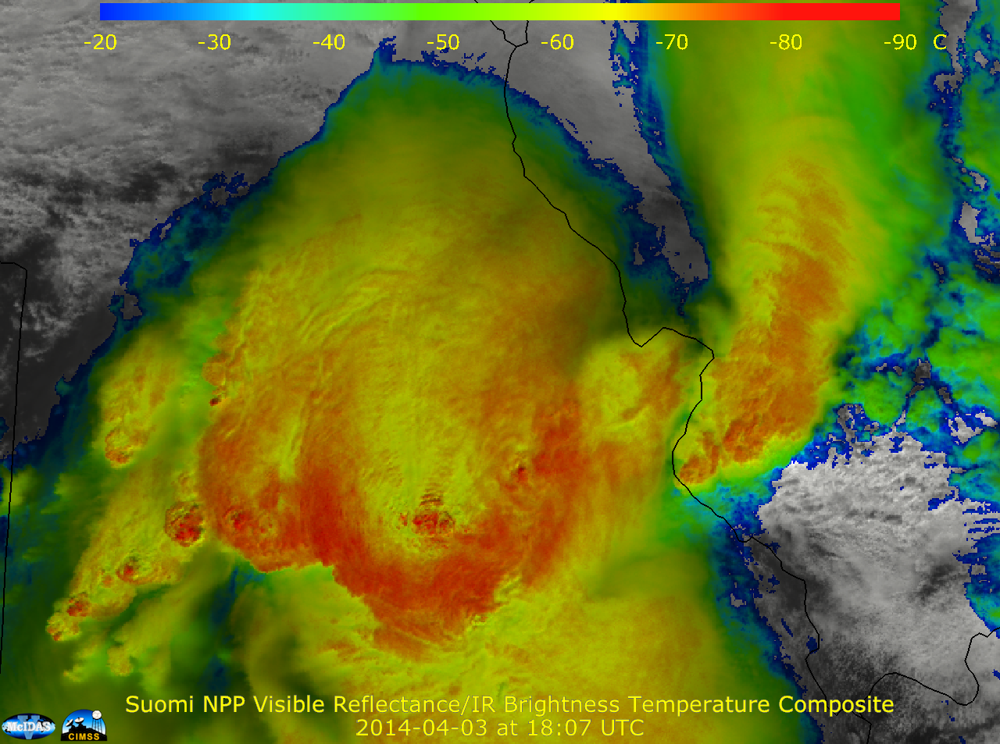 -20 -30 -40 -50 -60 -70 -80 -90 C
Suomi NPP Visible Reflectance/IR Brightness Temperature Composite
2014-04-03 at 18:07 UTC
McIDAS
CIMSS